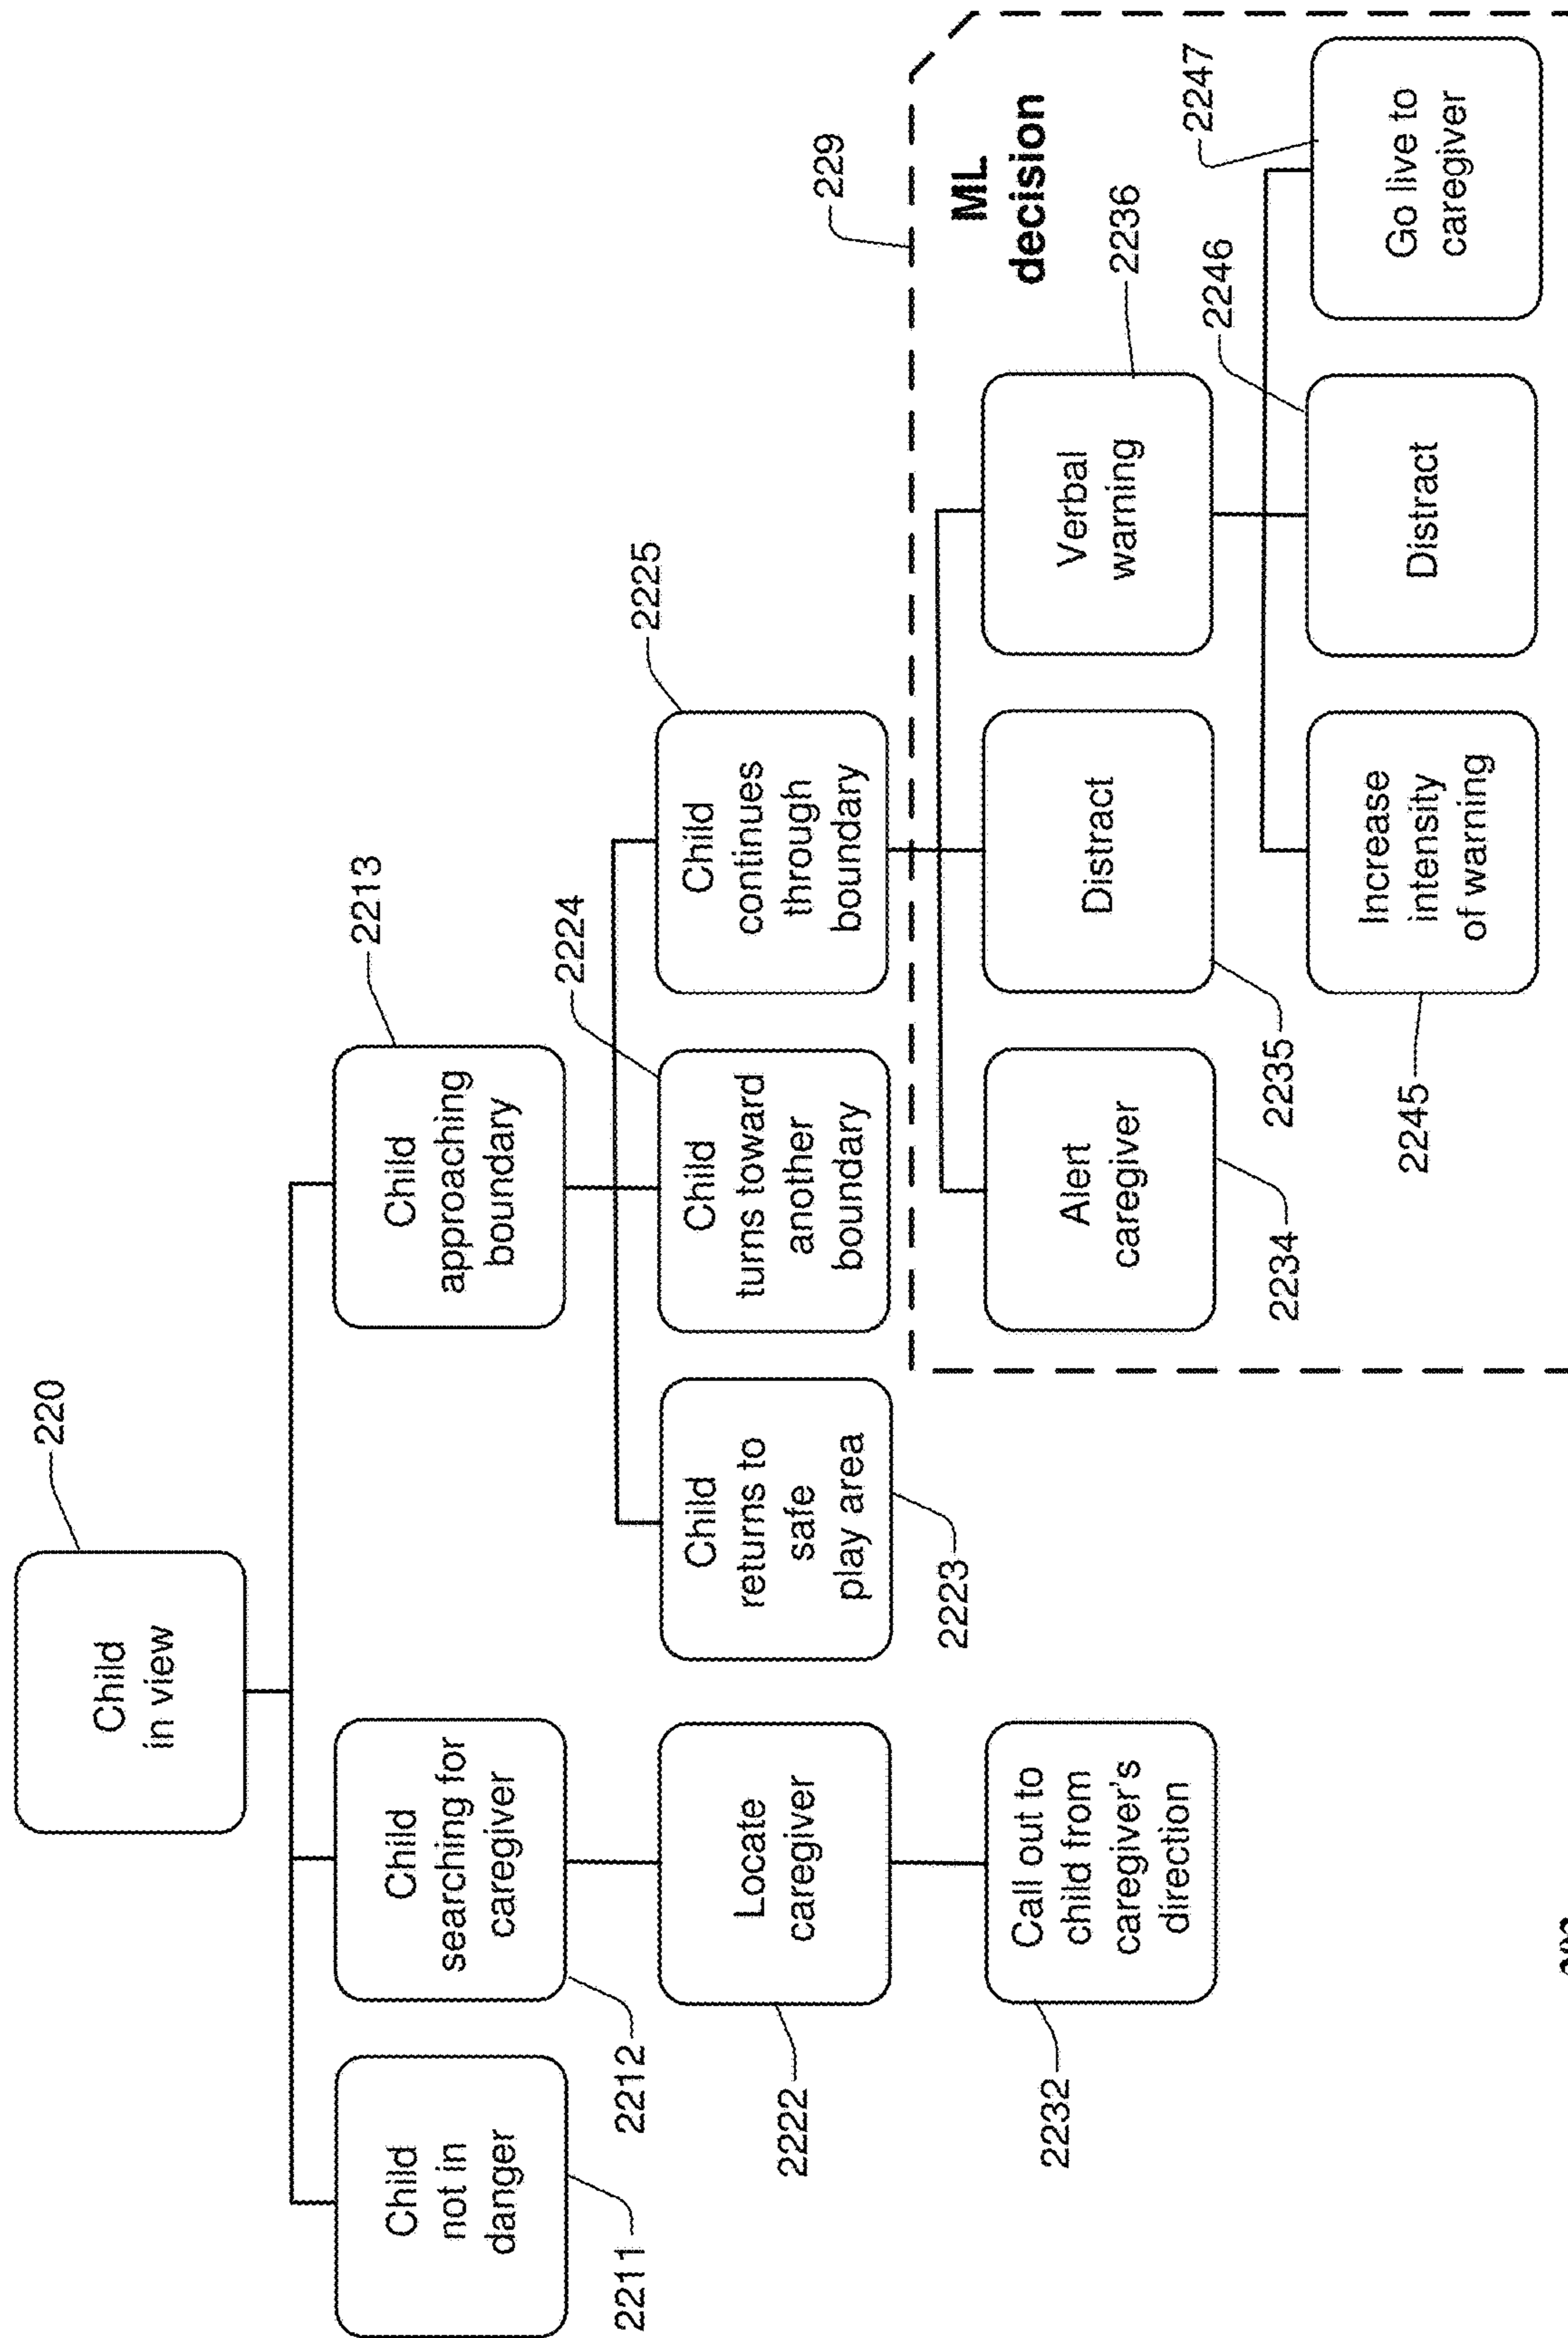 220
Child
in view
2213
Child
not in
danger
2211
Child
searching for
caregiver
2212
Child
approaching
boundary
2224
2225
Locate
caregiver
2222
Child
returns to
safe
play area
2223
Child
turns toward
another
boundary
Child
continues
through
boundary
229
ML
decision
2236
Call out to
child from
caregiver's
direction
2232
Alert
caregiver
2234
Distract
2235
Verbal
warning
2246
2247
Increase
intensity
of warning
2245
Distract
Go live to
caregiver